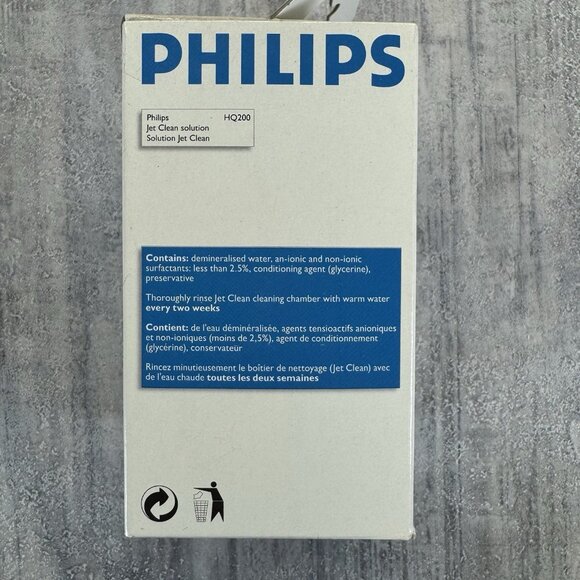 PHILIPS
Philips HQ200
Jet Clean solution
Solution Jet Clean
Contains: demineralised water, an-ionic and non-ionic
surfactants: less than 2.5%, conditioning agent (glycerine),
preservative
Thoroughly rinse Jet Clean cleaning chamber with warm water
every two weeks
Contient: de l'eau déminéralisée, agents tensioactifs anioniques
et non-ioniques (moins de 2,5%), agent de conditionnement
(glycérine), conservateur
Rincez minutieusement le boîtier de nettoyage (Jet Clean) avec
de l'eau chaude toutes les deux semaines